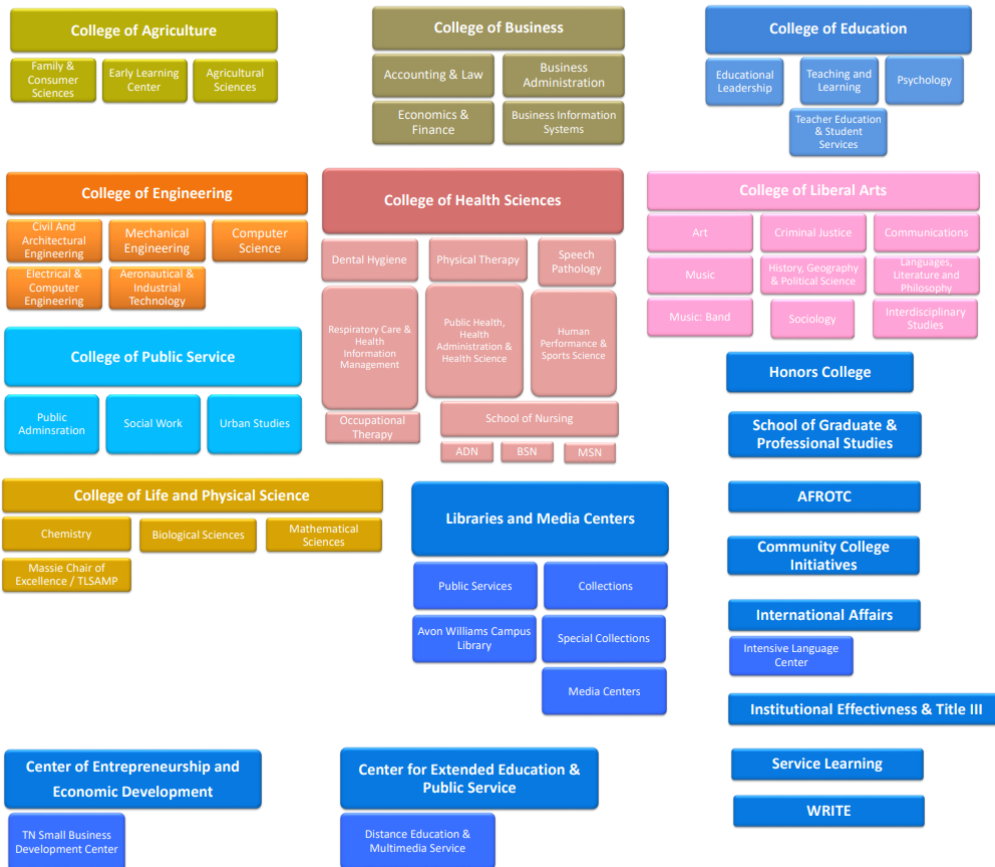 College of Agriculture
Family &
Consumer
Sciences
Early Learning
Center
Agricultural
Sciences
College of Business
Accounting & Law
Business
Administration
Economics &
Finance
Business Information
Systems
College of Education
Educational
Leadership
Teaching and
Learning
Psychology
Teacher Education
& Student
Services
College of Engineering
Civil And
Architectural
Engineering
Mechanical
Engineering
Computer
Science
Electrical &
Computer
Engineering
Aeronautical &
Industrial
Technology
College of Health Sciences
Dental Hygiene
Physical Therapy
Speech
Pathology
Respiratory Care &
Health
Information
Management
Public Health,
Health
Administration &
Health Science
Human
Performance &
Sports Science
Occupational
Therapy
School of Nursing
ADN
BSN
MSN
College of Liberal Arts
Art
Criminal Justice
Communications
Music
History, Geography
& Political Science
Languages,
Literature and
Philosophy
Music: Band
Sociology
Interdisciplinary
Studies
College of Public Service
Public
Adminsration
Social Work
Urban Studies
College of Life and Physical Science
Chemistry
Biological Sciences
Mathematical
Sciences
Massie Chair of
Excellence / TLSAMP
Libraries and Media Centers
Public Services
Collections
Avon Williams Campus
Library
Special Collections
Media Centers
Honors College
School of Graduate &
Professional Studies
AFROTC
Community College
Initiatives
International Affairs
Intensive Language
Center
Institutional Effectivness & Title III
Service Learning
WRITE
Center of Entrepreneurship and
Economic Development
TN Small Business
Development Center
Center for Extended Education &
Public Service
Distance Education &
Multimedia Service